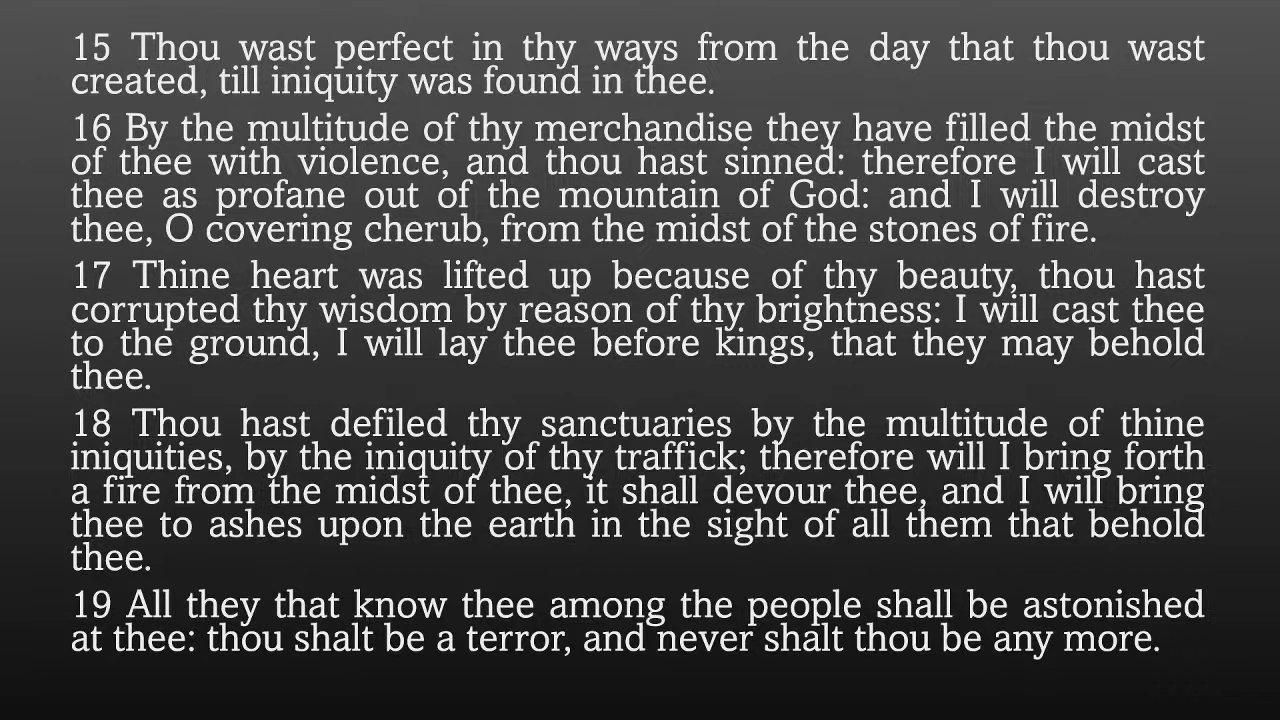 15 Thou wast perfect in thy ways from the day that thou wast
created, till iniquity was found in thee.
16 By the multitude of thy merchandise they have filled the midst
of thee with violence, and thou hast sinned: therefore I will cast
thee as profane out of the mountain of God: and I will destroy
thee, O covering cherub, from the midst of the stones of fire.
17 Thine heart was lifted up because of thy beauty, thou hast
corrupted thy wisdom by reason of thy brightness: I will cast thee
to the ground, I will lay thee before kings, that they may behold
thee.
18 Thou hast defiled thy sanctuaries by the multitude of thine
iniquities, by the iniquity of thy traffick; therefore will I bring forth
a fire from the midst of thee, it shall devour thee, and I will bring
thee to ashes upon the earth in the sight of all them that behold
thee.
19 All they that know thee among the people shall be astonished
at thee: thou shalt be a terror, and never shalt thou be any more.